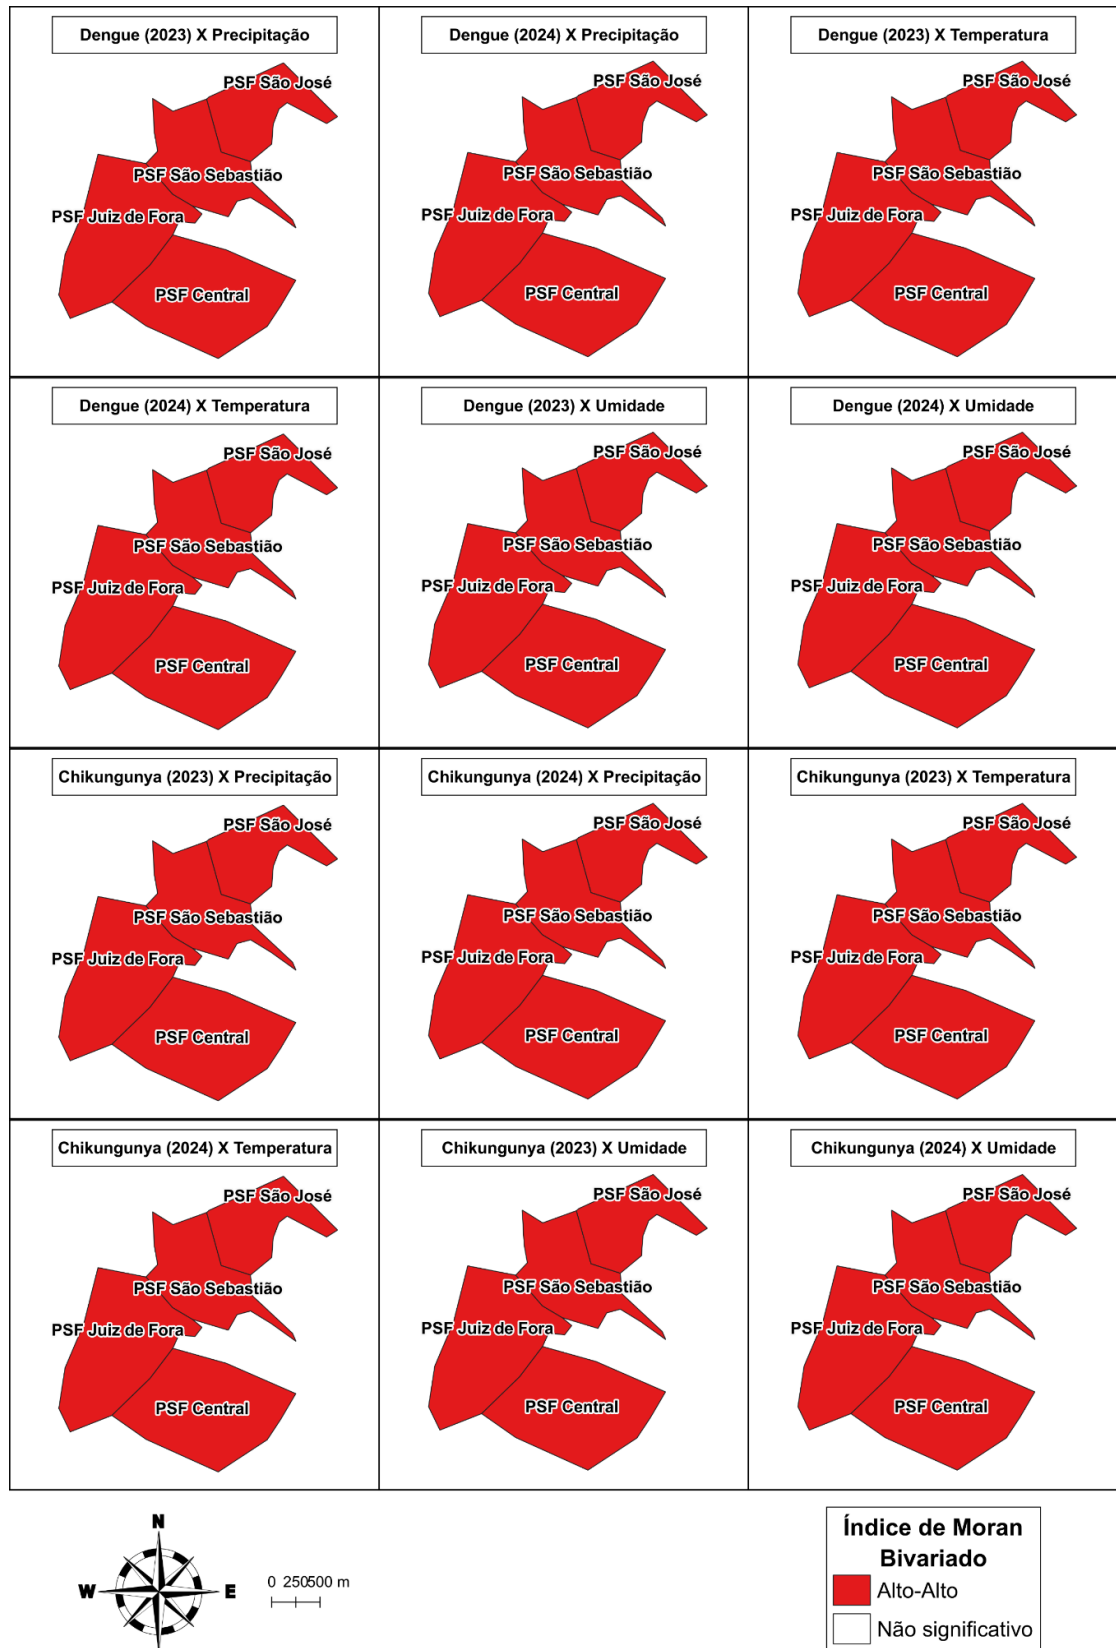 Dengue (2023) X Precipitação
PSF São José
PSF São Sebastião
PSF Juiz de Fora
PSF Central
Dengue (2024) X Precipitação
PSF São José
PSF São Sebastião
PSF Juiz de Fora
PSF Central
Dengue (2023) X Temperatura
PSF São José
PSF São Sebastião
PSF Juiz de Fora
PSF Central
Dengue (2024) X Temperatura
PSF São José
PSF São Sebastião
PSF Juiz de Fora
PSF Central
Dengue (2023) X Umidade
PSF São José
PSF São Sebastião
PSF Juiz de Fora
PSF Central
Dengue (2024) X Umidade
PSF São José
PSF São Sebastião
PSF Juiz de Fora
PSF Central
Chikungunya (2023) X Precipitação
PSF São José
PSF São Sebastião
PSF Juiz de Fora
PSF Central
Chikungunya (2024) X Precipitação
PSF São José
PSF São Sebastião
PSF Juiz de Fora
PSF Central
Chikungunya (2023) X Temperatura
PSF São José
PSF São Sebastião
PSF Juiz de Fora
PSF Central
Chikungunya (2024) X Temperatura
PSF São José
PSF São Sebastião
PSF Juiz de Fora
PSF Central
Chikungunya (2023) X Umidade
PSF São José
PSF São Sebastião
PSF Juiz de Fora
PSF Central
Chikungunya (2024) X Umidade
PSF São José
PSF São Sebastião
PSF Juiz de Fora
PSF Central
N
W
E
0 250500 m
Índice de Moran
Bivariado
Alto-Alto
Não significativo